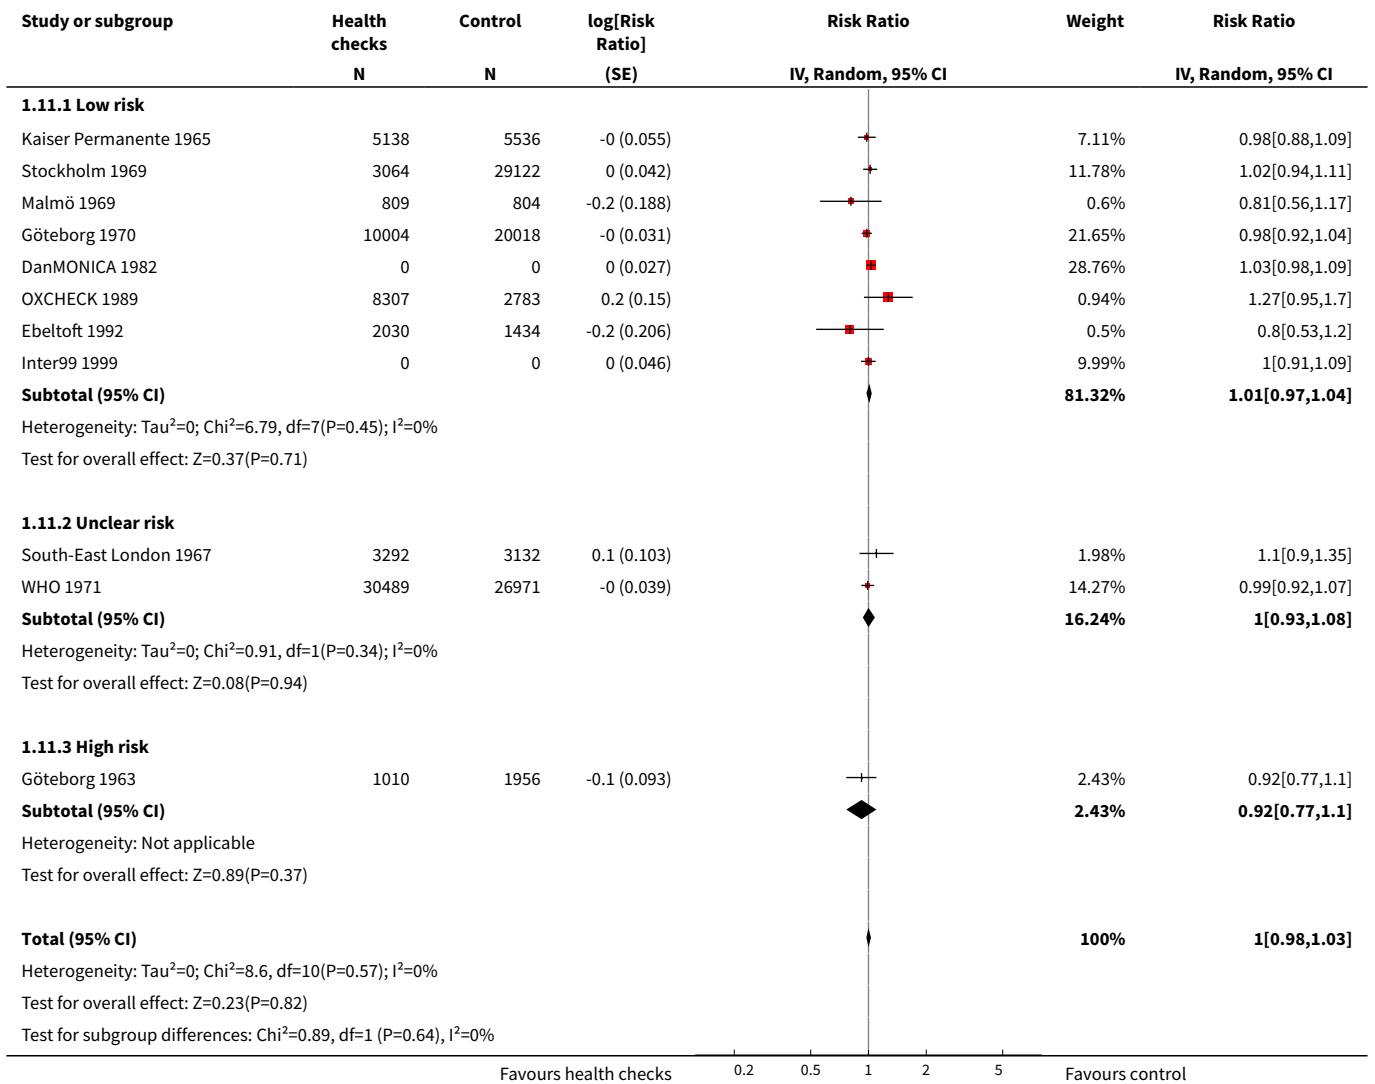 Study or subgroup Health checks Control log[Risk Ratio] Risk Ratio Weight Risk Ratio
N N (SE) IV, Random, 95% CI IV, Random, 95% CI
1.11.1 Low risk
Kaiser Permanente 1965 5138 5536 -0 (0.055) 7.11% 0.98[0.88,1.09]
Stockholm 1969 3064 29122 0 (0.042) 11.78% 1.02[0.94,1.11]
Malmö 1969 809 804 -0.2 (0.188) 0.6% 0.81[0.56,1.17]
Göteborg 1970 10004 20018 -0 (0.031) 21.65% 0.98[0.92,1.04]
DanMONICA 1982 0 0 0 (0.027) 28.76% 1.03[0.98,1.09]
OXCHECK 1989 8307 2783 0.2 (0.15) 0.94% 1.27[0.95,1.7]
Ebeltoft 1992 2030 1434 -0.2 (0.206) 0.5% 0.8[0.53,1.2]
Inter99 1999 0 0 0 (0.046) 9.99% 1[0.91,1.09]
Subtotal (95% CI) 81.32% 1.01[0.97,1.04]
Heterogeneity: Tau²=0; Chi²=6.79, df=7(P=0.45); I²=0%
Test for overall effect: Z=0.37(P=0.71)
1.11.2 Unclear risk
South-East London 1967 3292 3132 0.1 (0.103) 1.98% 1.1[0.9,1.35]
WHO 1971 30489 26971 -0 (0.039) 14.27% 0.99[0.92,1.07]
Subtotal (95% CI) 16.24% 1[0.93,1.08]
Heterogeneity: Tau²=0; Chi²=0.91, df=1(P=0.34); I²=0%
Test for overall effect: Z=0.08(P=0.94)
1.11.3 High risk
Göteborg 1963 1010 1956 -0.1 (0.093) 2.43% 0.92[0.77,1.1]
Subtotal (95% CI) 2.43% 0.92[0.77,1.1]
Heterogeneity: Not applicable
Test for overall effect: Z=0.89(P=0.37)
Total (95% CI) 100% 1[0.98,1.03]
Heterogeneity: Tau²=0; Chi²=8.6, df=10(P=0.57); I²=0%
Test for overall effect: Z=0.23(P=0.82)
Test for subgroup differences: Chi²=0.89, df=1 (P=0.64), I²=0%
Favours health checks 0.2 0.5 1 2 5 Favours control